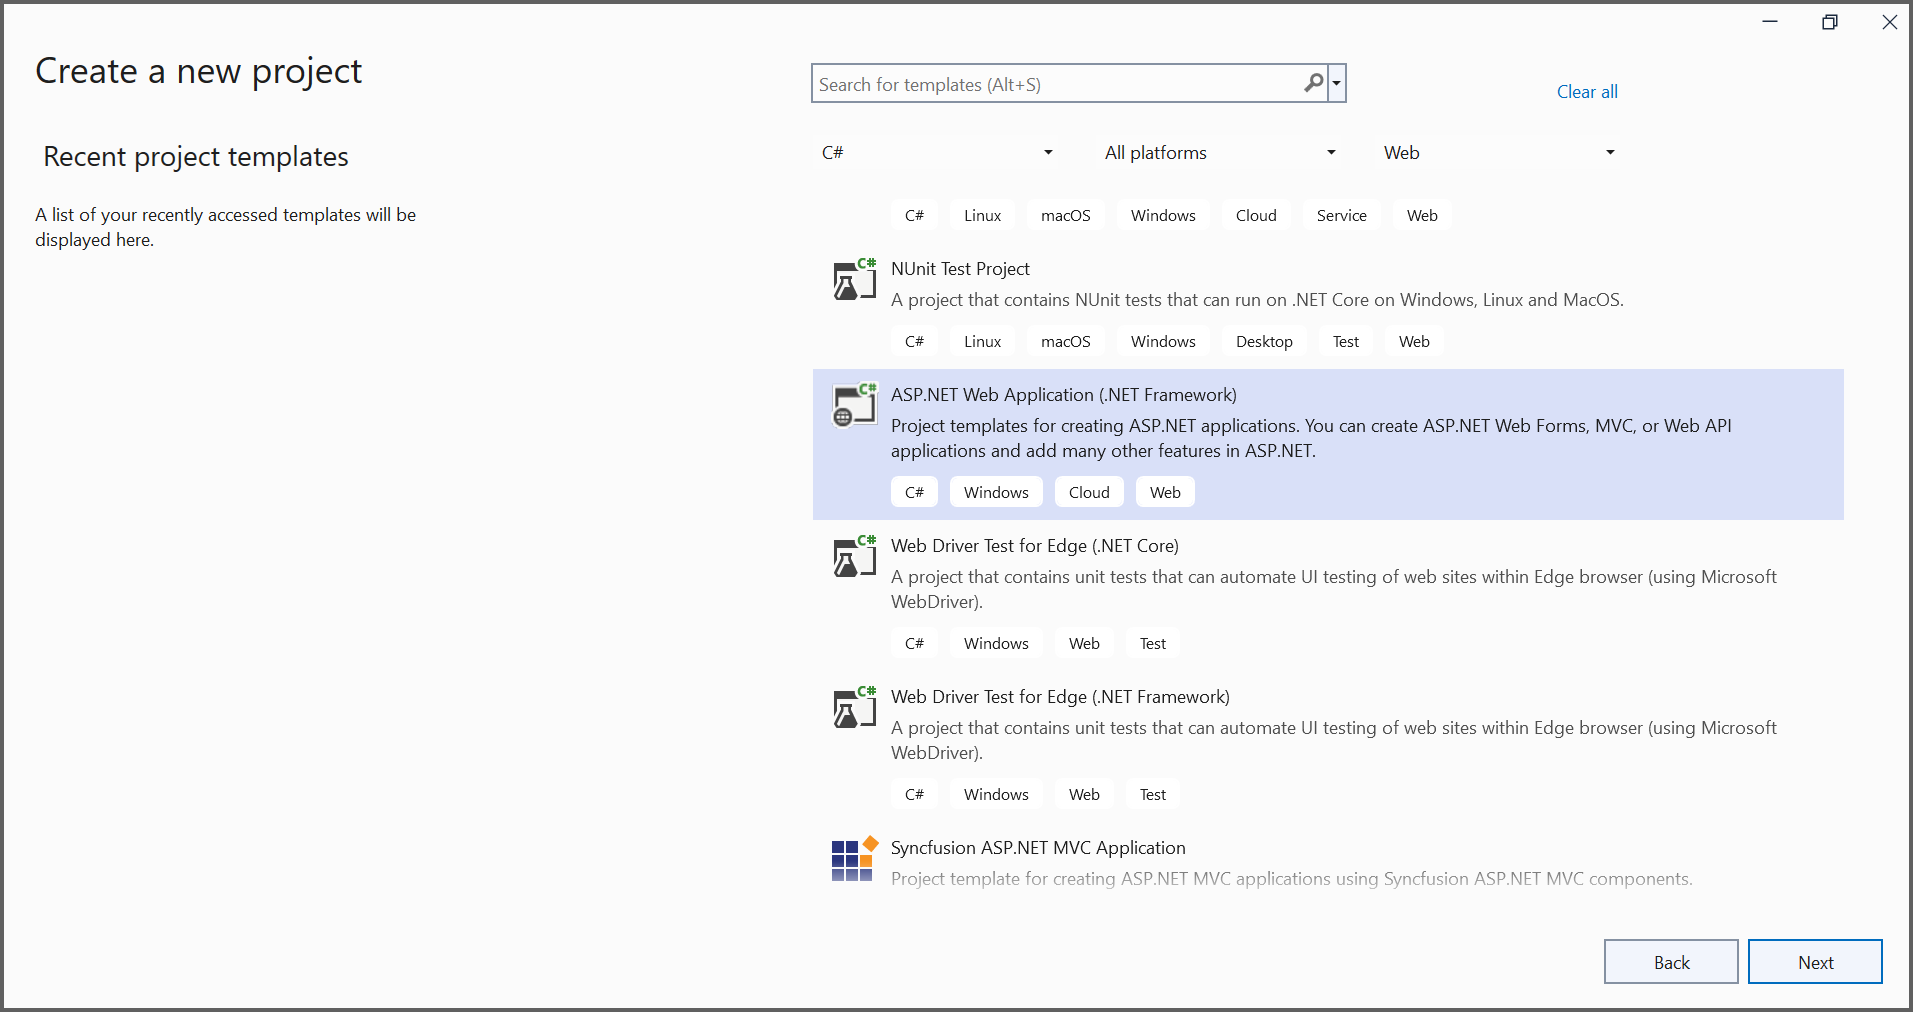 Create a new project
Search for templates (Alt+S)
Clear all
Recent project templates
A list of your recently accessed templates will be
displayed here.
C# All platforms Web
C# Linux macOS Windows Cloud Service Web
C#
NUnit Test Project
A project that contains NUnit tests that can run on .NET Core on Windows, Linux and MacOS.
C# Linux macOS Windows Desktop Test Web
C#
ASP.NET Web Application (.NET Framework)
Project templates for creating ASP.NET applications. You can create ASP.NET Web Forms, MVC, or Web API
applications and add many other features in ASP.NET.
C# Windows Cloud Web
C#
Web Driver Test for Edge (.NET Core)
A project that contains unit tests that can automate UI testing of web sites within Edge browser (using Microsoft
WebDriver).
C# Windows Web Test
C#
Web Driver Test for Edge (.NET Framework)
A project that contains unit tests that can automate UI testing of web sites within Edge browser (using Microsoft
WebDriver).
C# Windows Web Test
Syncfusion ASP.NET MVC Application
Project template for creating ASP.NET MVC applications using Syncfusion ASP.NET MVC components.
Back Next